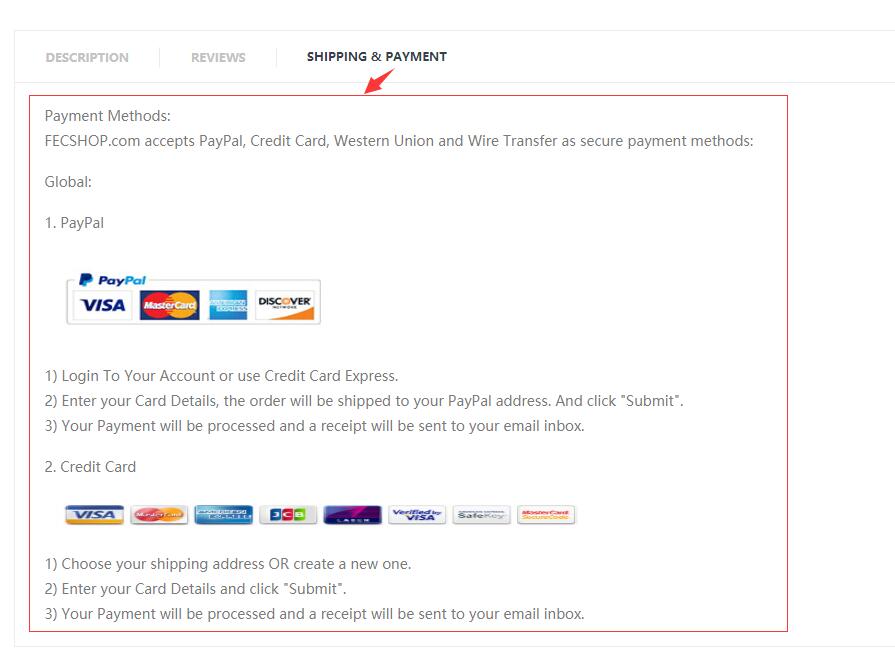 DESCRIPTION
REVIEWS
SHIPPING & PAYMENT
Payment Methods:
FECSHOP.com accepts PayPal, Credit Card, Western Union and Wire Transfer as secure payment methods:
Global:
1. PayPal
PayPal
VISA MasterCard AMERICAN EXPRESS DISCOVER NETWORK
1) Login To Your Account or use Credit Card Express.
2) Enter your Card Details, the order will be shipped to your PayPal address. And click "Submit".
3) Your Payment will be processed and a receipt will be sent to your email inbox.
2. Credit Card
VISA MasterCard AMERICAN EXPRESS JCB LASER Verified by VISA AMERICAN EXPRESS SafeKey MasterCard SecureCode
1) Choose your shipping address OR create a new one.
2) Enter your Card Details and click "Submit".
3) Your Payment will be processed and a receipt will be sent to your email inbox.